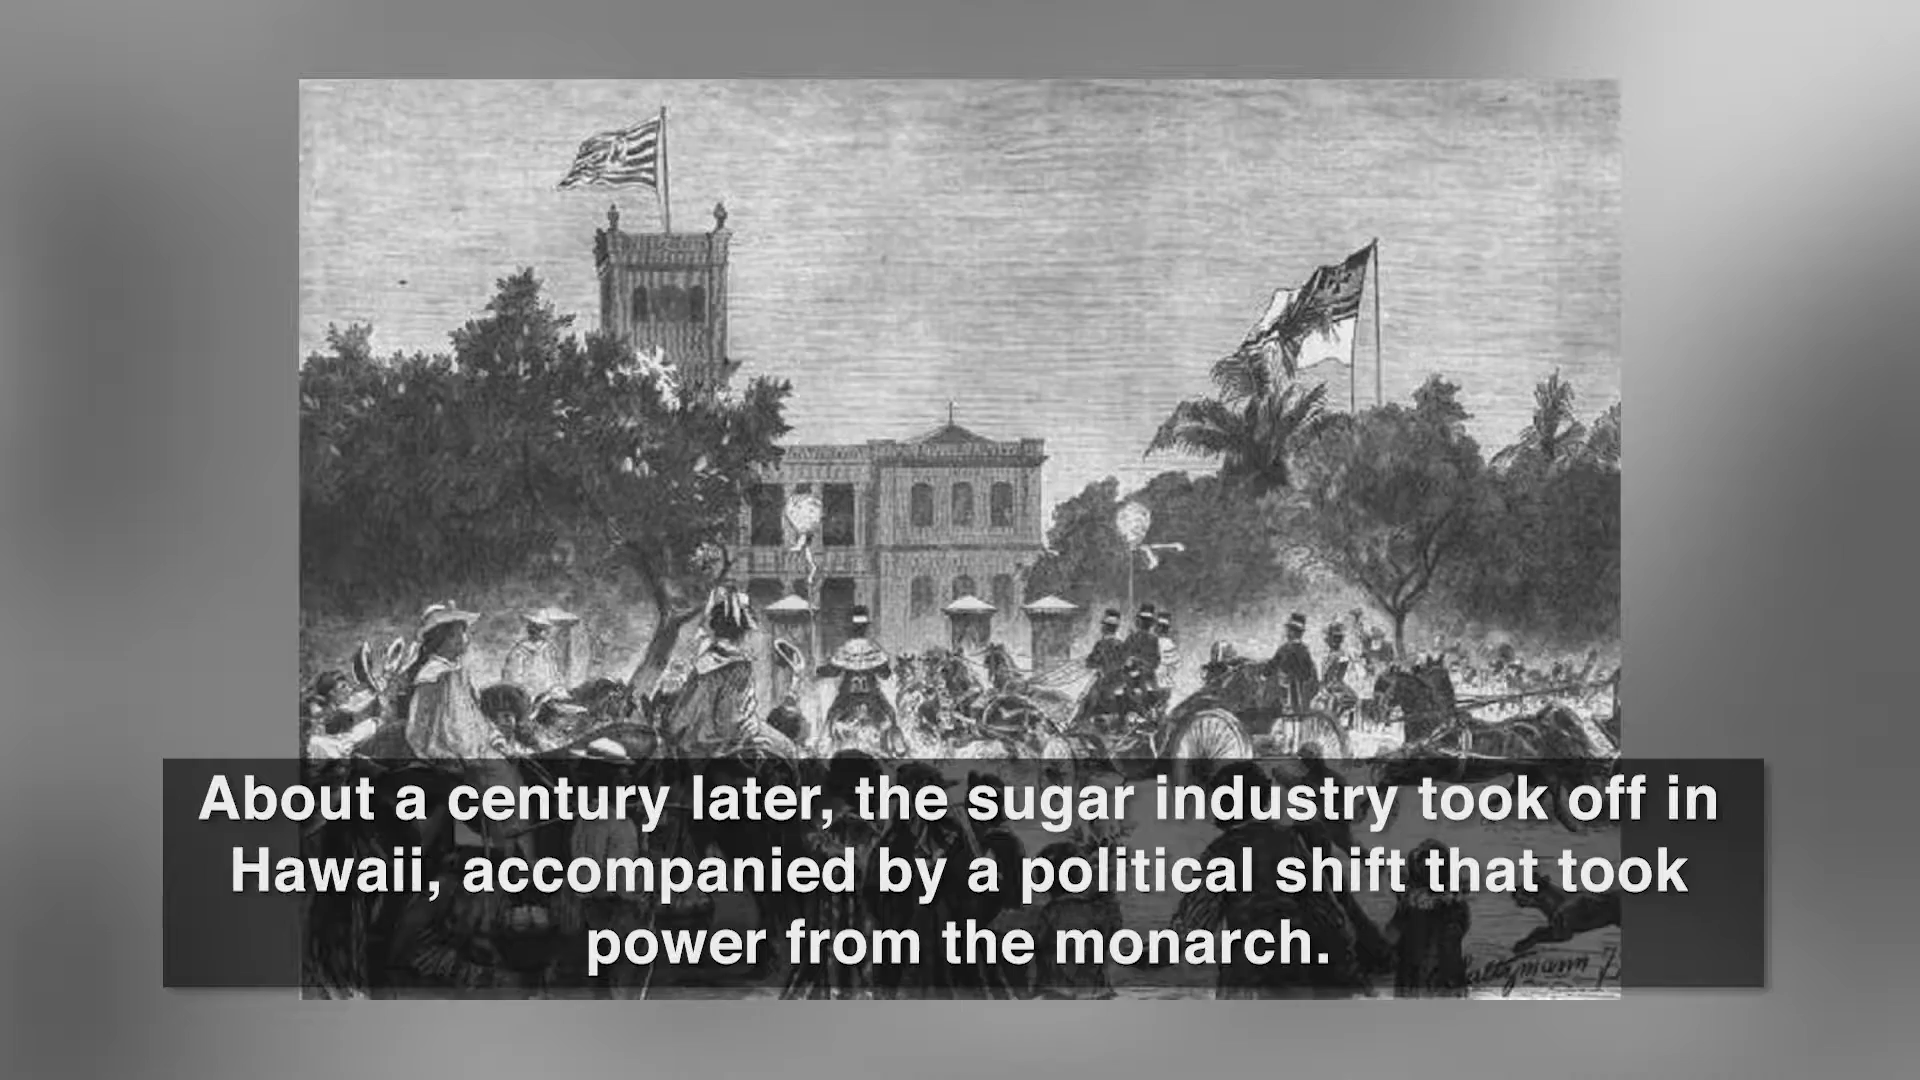 About a century later, the sugar industry took off in
Hawaii, accompanied by a political shift that took
power from the monarch.
C. Saltzmann